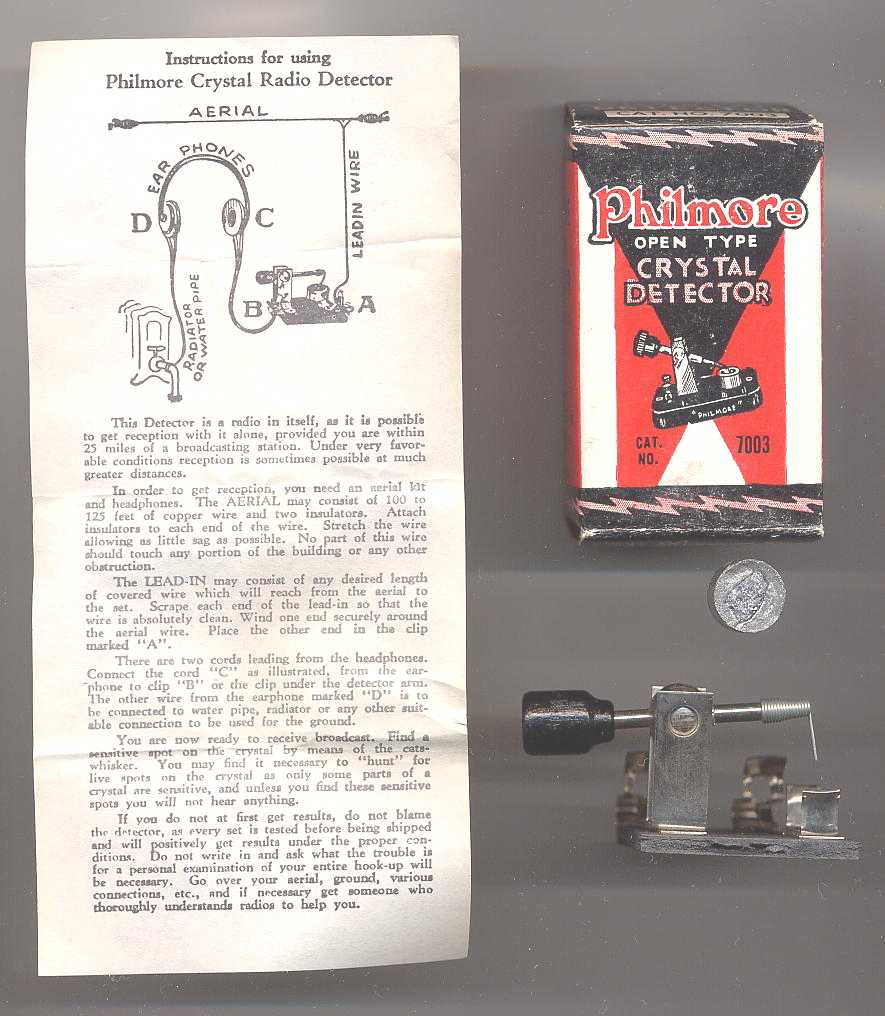 Instructions for using
Philmore Crystal Radio Detector
AERIAL
EAR PHONES
LEADIN WIRE
D
C
B
A
RADIATOR
OR WATER PIPE
This Detector is a radio in itself, as it is possible
to get reception with it alone, provided you are within
25 miles of a broadcasting station. Under very favor-
able conditions reception is sometimes possible at much
greater distances.
In order to get reception, you need an aerial kit
and headphones. The AERIAL may consist of 100 to
125 feet of copper wire and two insulators. Attach
insulators to each end of the wire. Stretch the wire
allowing as little sag as possible. No part of this wire
should touch any portion of the building or any other
obstruction.
The LEAD-IN may consist of any desired length
of covered wire which will reach from the aerial to
the set. Scrape each end of the lead-in so that the
wire is absolutely clean. Wind one end securely around
the aerial wire. Place the other end in the clip
marked "A".
There are two cords leading from the headphones.
Connect the cord "C" as illustrated, from the ear-
phone to clip "B" or the clip under the detector arm.
The other wire from the earphone marked "D" is to
be connected to water pipe, radiator or any other suit-
able connection to be used for the ground.
You are now ready to receive broadcast. Find a
sensitive spot on the crystal by means of the cats-
whisker. You may find it necessary to "hunt" for
live spots on the crystal as only some parts of a
crystal are sensitive, and unless you find these sensitive
spots you will not hear anything.
If you do not at first get results, do not blame
the detector, as every set is tested before being shipped
and will positively get results under the proper con-
ditions. Do not write in and ask what the trouble is
for a personal examination of your entire hook-up will
be necessary. Go over your aerial, ground, various
connections, etc., and if necessary get someone who
thoroughly understands radios to help you.
CAT. NO. 7003
Philmore
OPEN TYPE
CRYSTAL
DETECTOR
"PHILMORE"
CAT.
NO.
7003